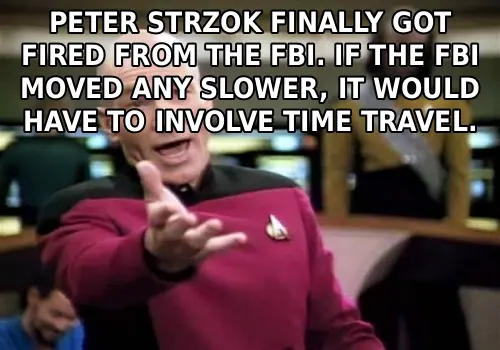 PETER STRZOK FINALLY GOT
FIRED FROM THE FBI. IF THE FBI
MOVED ANY SLOWER, IT WOULD
HAVE TO INVOLVE TIME TRAVEL.